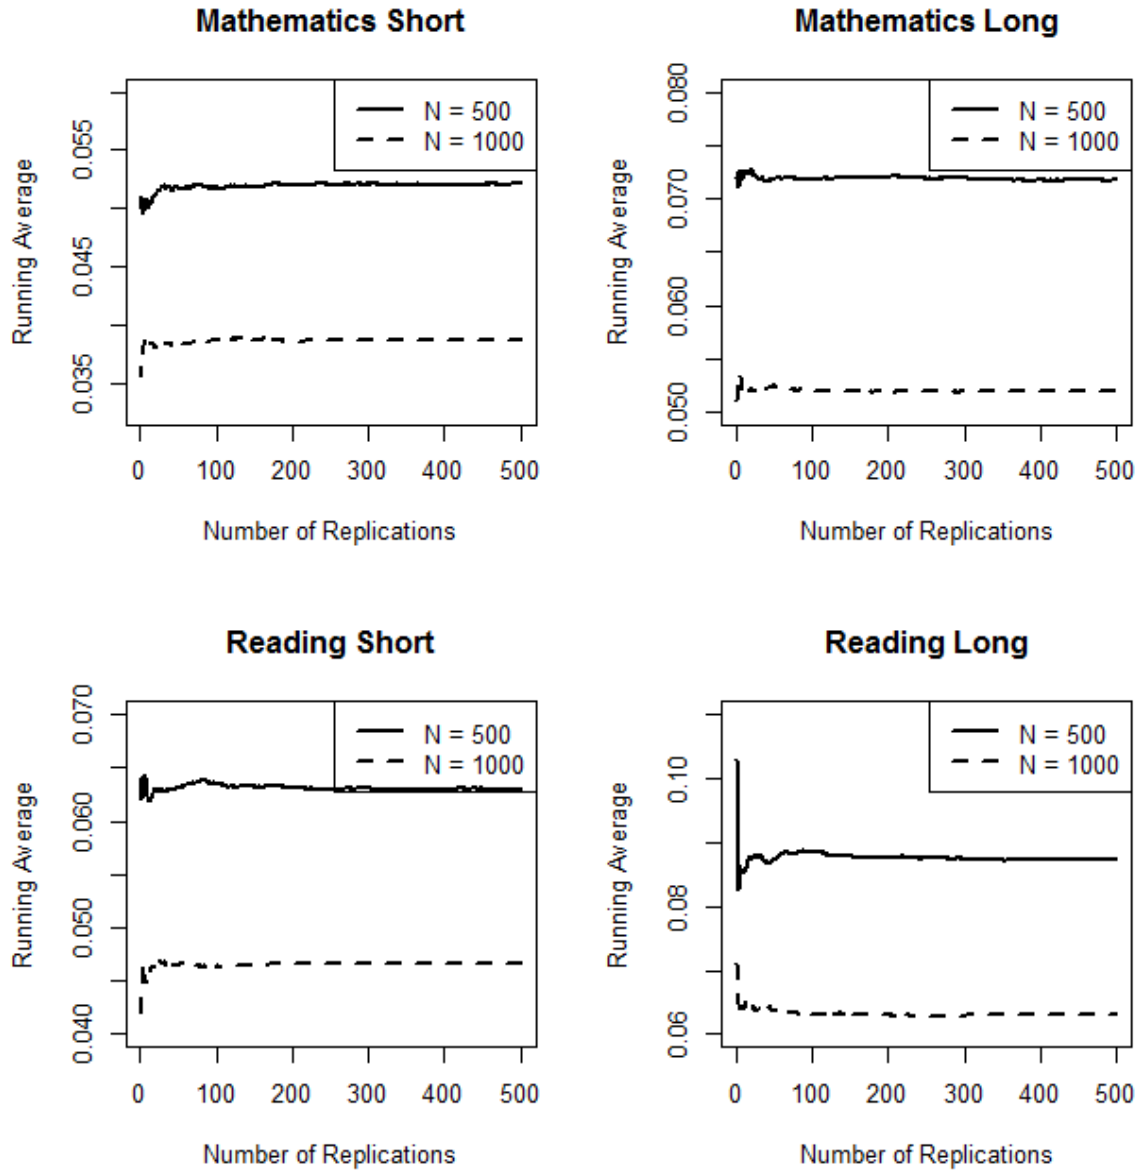 Mathematics Short
Running Average
0.055
0.045
0.035
N = 500
N = 1000
0 100 200 300 400 500
Number of Replications
Mathematics Long
Running Average
0.080
0.070
0.060
0.050
N = 500
N = 1000
0 100 200 300 400 500
Number of Replications
Reading Short
Running Average
0.070
0.060
0.050
0.040
N = 500
N = 1000
0 100 200 300 400 500
Number of Replications
Reading Long
Running Average
0.10
0.08
0.06
N = 500
N = 1000
0 100 200 300 400 500
Number of Replications